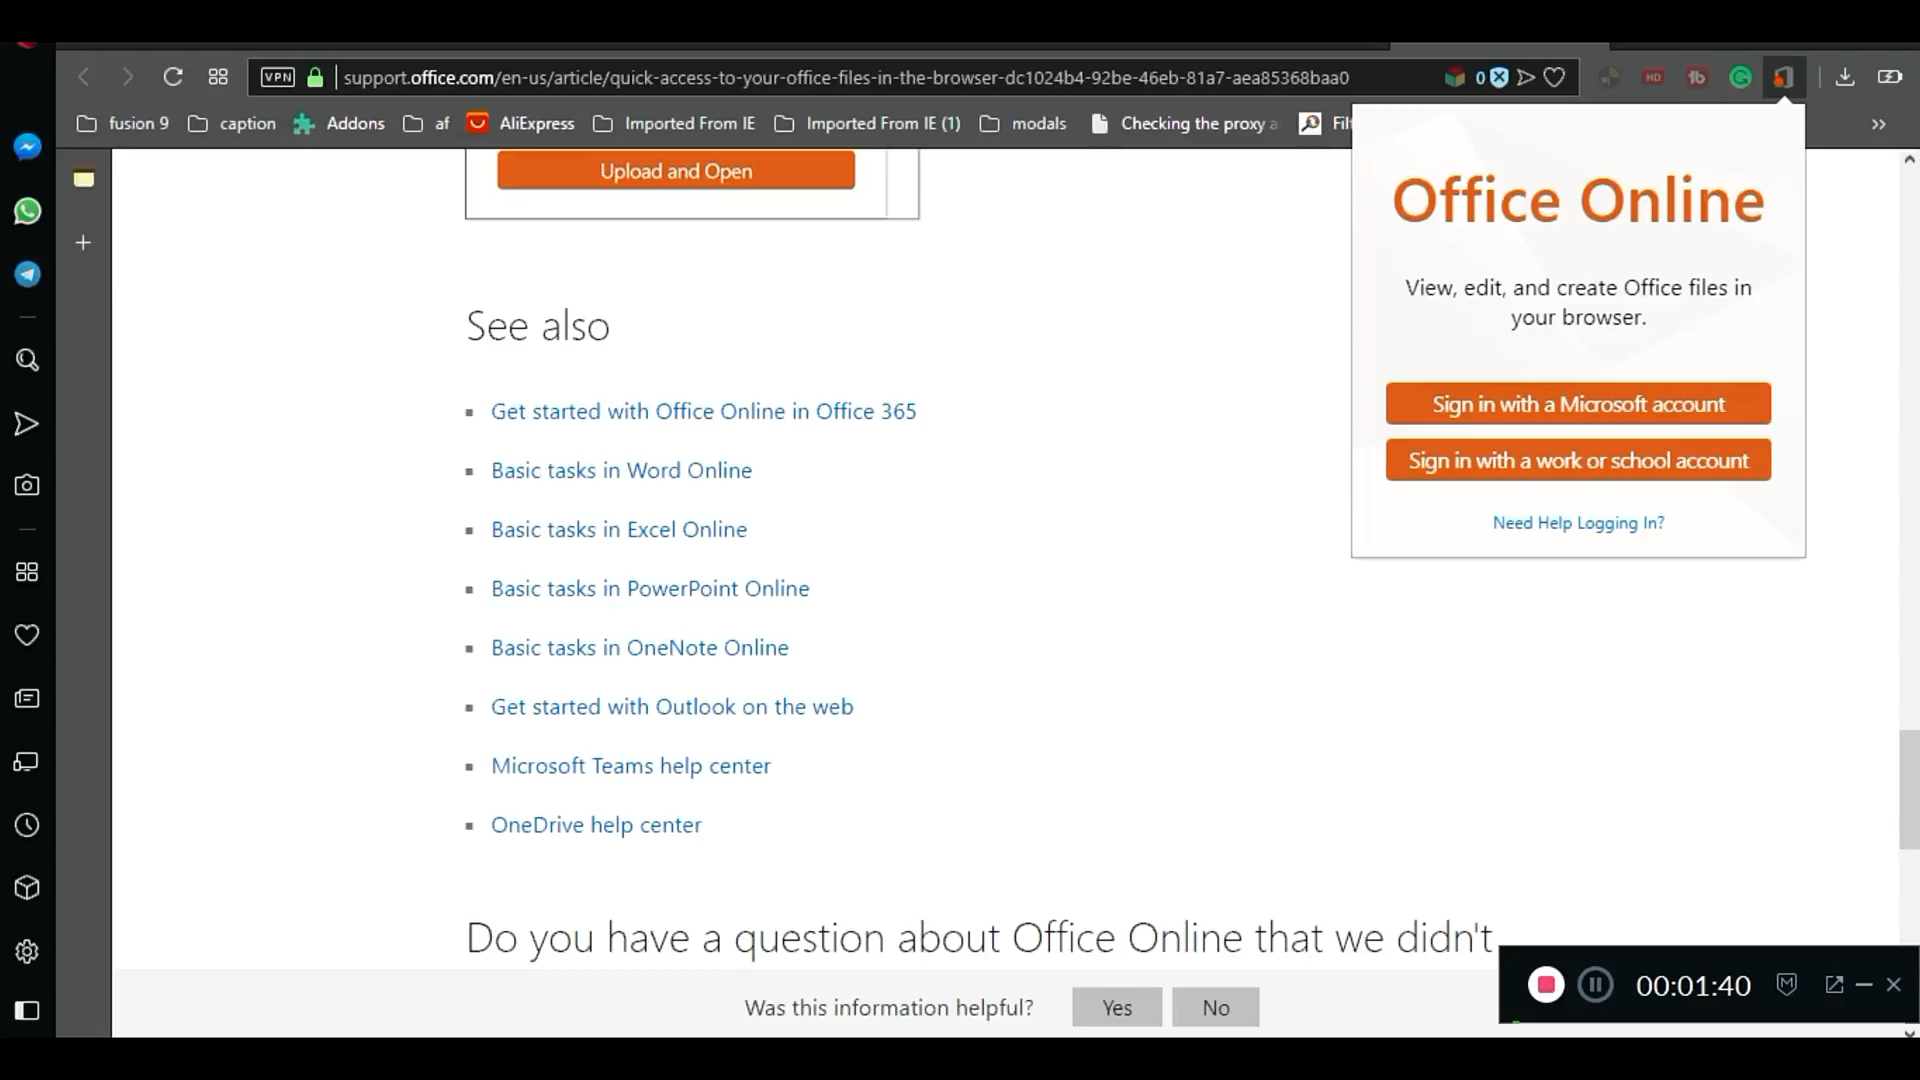 VPN
support.office.com/en-us/article/quick-access-to-your-office-files-in-the-browser-dc1024b4-92be-46eb-81a7-aea85368baa0
0
HD
fusion 9
caption
Addons
af
AliExpress
Imported From IE
Imported From IE (1)
modals
Checking the proxy
Upload and Open
Office Online
View, edit, and create Office files in
your browser.
Sign in with a Microsoft account
Sign in with a work or school account
Need Help Logging In?
See also
Get started with Office Online in Office 365
Basic tasks in Word Online
Basic tasks in Excel Online
Basic tasks in PowerPoint Online
Basic tasks in OneNote Online
Get started with Outlook on the web
Microsoft Teams help center
OneDrive help center
Do you have a question about Office Online that we didn't
Was this information helpful?
Yes
No
00:01:40